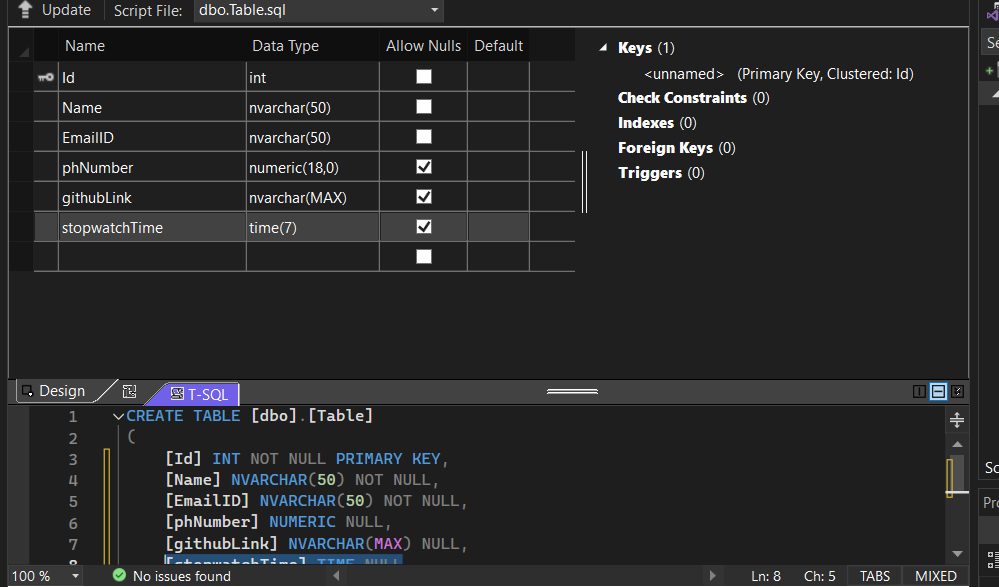 Update Script File: dbo.Table.sql
Name Data Type Allow Nulls Default
Id int
Name nvarchar(50)
EmailID nvarchar(50)
phNumber numeric(18,0)
githubLink nvarchar(MAX)
stopwatchTime time(7)
Keys (1)
<unnamed> (Primary Key, Clustered: Id)
Check Constraints (0)
Indexes (0)
Foreign Keys (0)
Triggers (0)
Design T-SQL
1 CREATE TABLE [dbo].[Table]
2 (
3 [Id] INT NOT NULL PRIMARY KEY,
4 [Name] NVARCHAR(50) NOT NULL,
5 [EmailID] NVARCHAR(50) NOT NULL,
6 [phNumber] NUMERIC NULL,
7 [githubLink] NVARCHAR(MAX) NULL,
8 [stopwatchTime] TIME NULL
100 % No issues found Ln: 8 Ch: 5 TABS MIXED